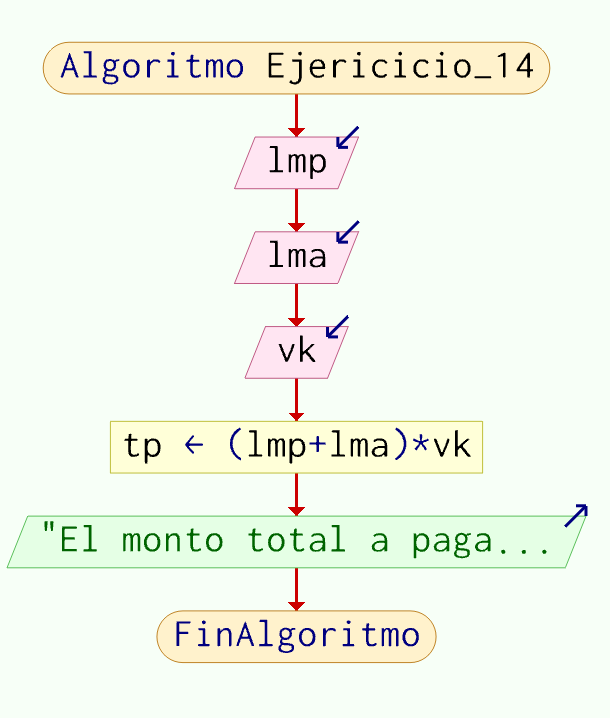 Algoritmo Ejericicio_14
lmp
lma
vk
tp ← (lmp+lma)*vk
"El monto total a paga...
FinAlgoritmo